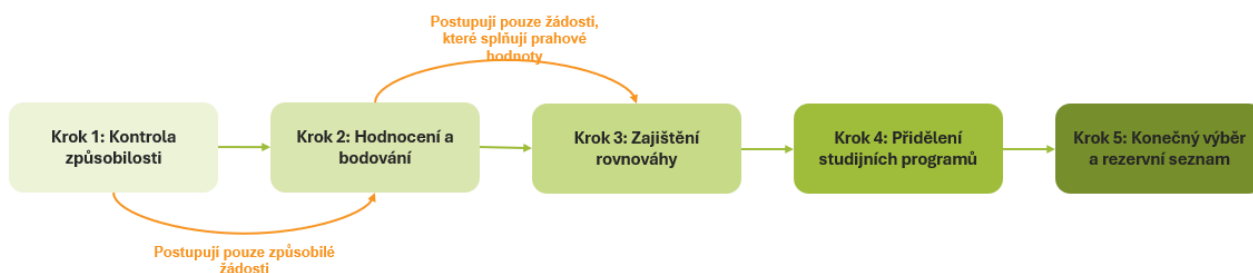 Postupují pouze žádosti,
které splňují prahové
hodnoty
Krok 1: Kontrola
způsobilosti
Krok 2: Hodnocení a
bodování
Krok 3: Zajištění
rovnováhy
Krok 4: Přidělení
studijních programů
Krok 5: Konečný výběr
a rezervní seznam
Postupují pouze způsobilé
žádosti